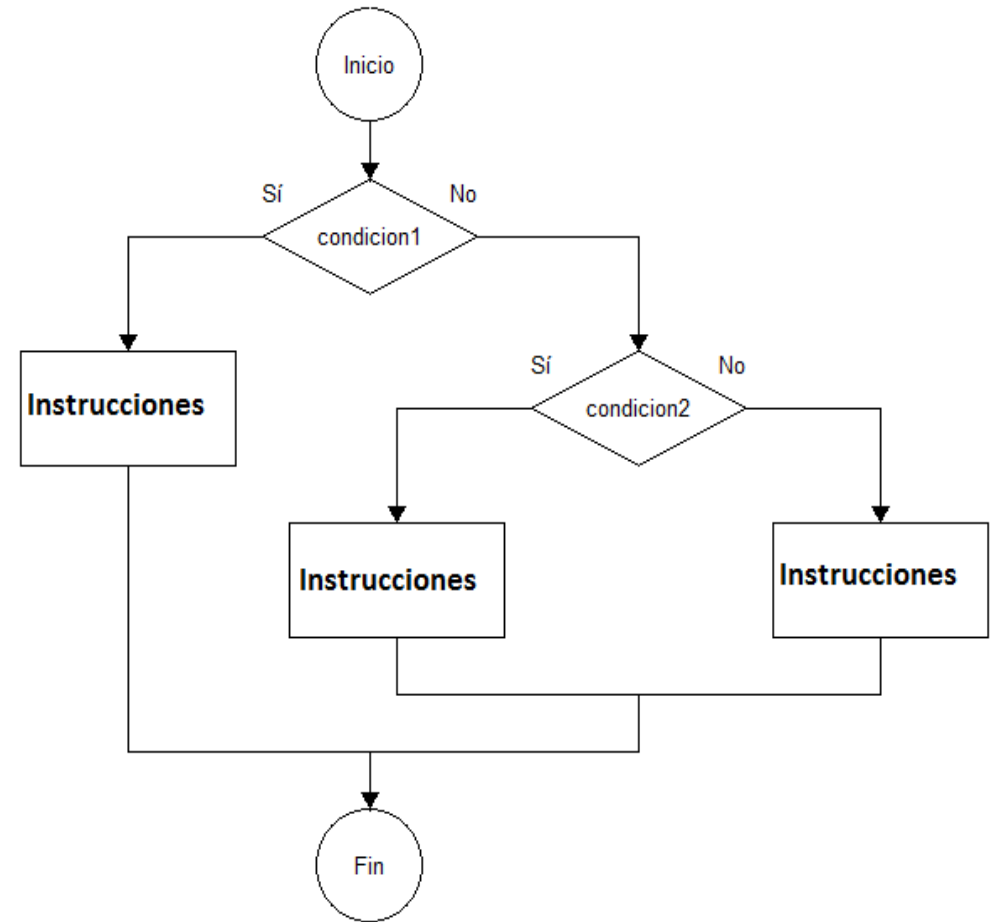 Inicio
Sí
No
condicion1
Instrucciones
Sí
No
condicion2
Instrucciones
Instrucciones
Fin